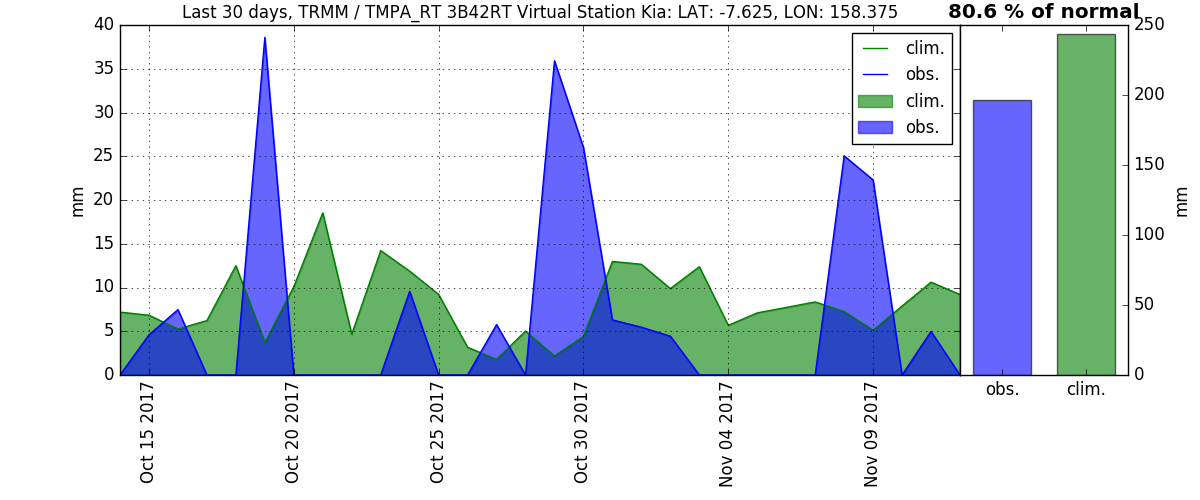 Last 30 days, TRMM / TMPA_RT 3B42RT Virtual Station Kia: LAT: -7.625, LON: 158.375
80.6 % of normal
40
35
30
25
20
15
10
5
0
mm
clim.
obs.
clim.
obs.
Oct 15 2017
Oct 20 2017
Oct 25 2017
Oct 30 2017
Nov 04 2017
Nov 09 2017
250
200
150
100
50
0
mm
obs.
clim.